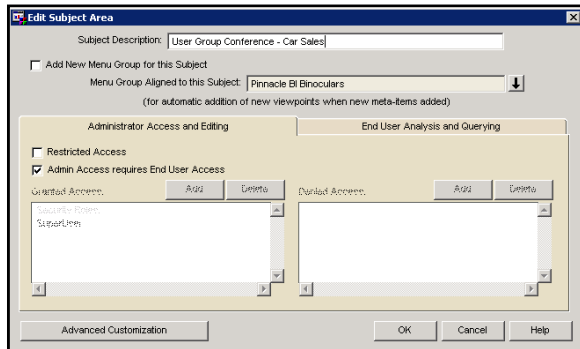 Edit Subject Area
Subject Description: User Group Conference - Car Sales
Add New Menu Group for this Subject
Menu Group Aligned to this Subject: Pinnacle BI Binoculars
(for automatic addition of new viewpoints when new meta-items added)
Administrator Access and Editing End User Analysis and Querying
Restricted Access
Admin Access requires End User Access
Granted Access: Add Delete Denied Access: Add Delete
Security Roles:
SuperUser
Advanced Customization OK Cancel Help